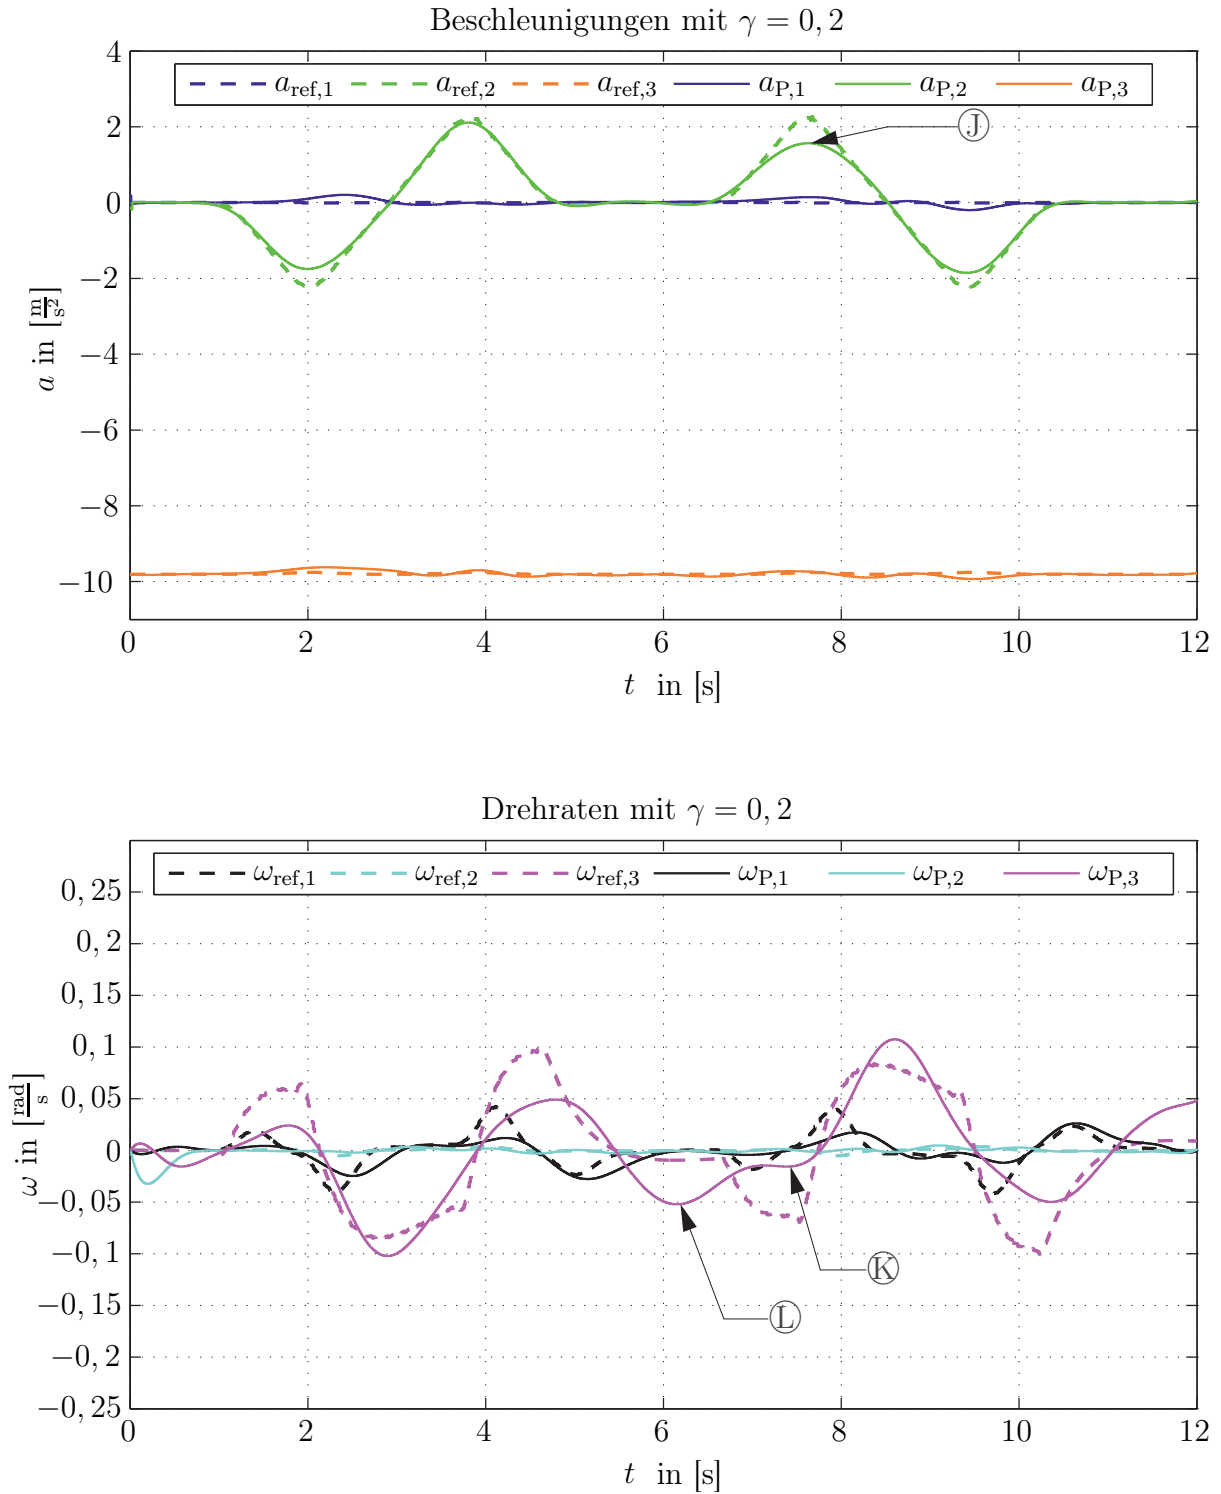 Beschleunigungen mit γ = 0, 2
a_ref,1 a_ref,2 a_ref,3 a_P,1 a_P,2 a_P,3
4
2
0
−2
−4
−6
−8
−10
a in [m/s²]
J
0 2 4 6 8 10 12
t in [s]
Drehraten mit γ = 0, 2
ω_ref,1 ω_ref,2 ω_ref,3 ω_P,1 ω_P,2 ω_P,3
0, 25
0, 2
0, 15
0, 1
0, 05
0
−0, 05
−0, 1
−0, 15
−0, 2
−0, 25
ω in [rad/s]
K
L
0 2 4 6 8 10 12
t in [s]